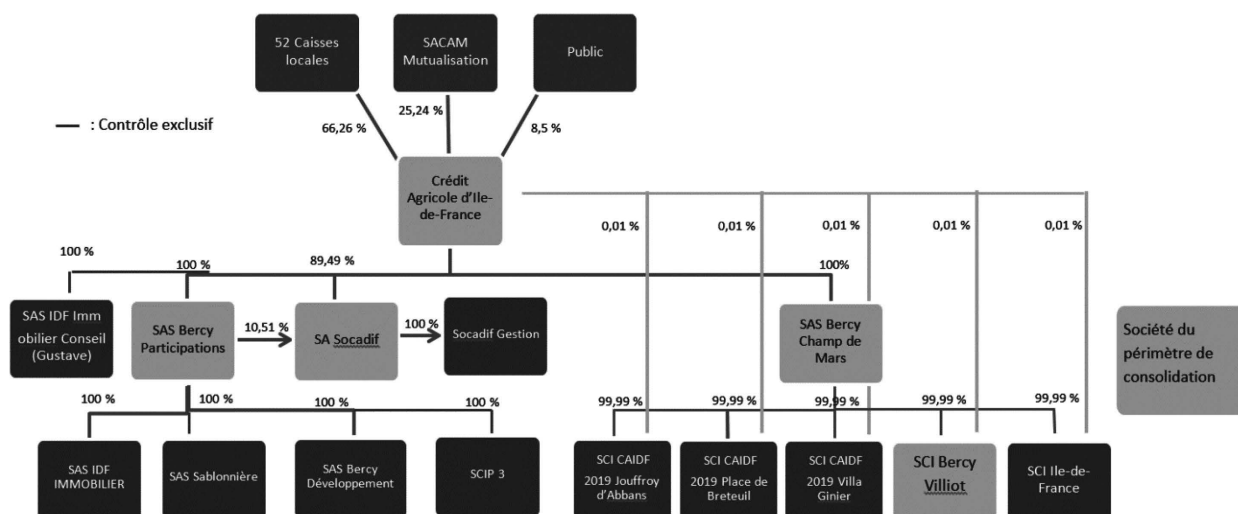 52 Caisses
locales
SACAM
Mutualisation
Public
66,26 %
25,24 %
8,5 %
: Contrôle exclusif
Crédit
Agricole d'Ile-
de-France
0,01 %
0,01 %
0,01 %
0,01 %
0,01 %
100 %
100 %
89,49 %
100%
SAS IDF Imm
obilier Conseil
(Gustave)
SAS Bercy
Participations
10,51 %
SA Socadif
100 %
Socadif Gestion
SAS Bercy
Champ de
Mars
Société du
périmètre de
consolidation
100 %
100 %
100 %
100 %
99,99 %
99,99 %
99,99 %
99,99 %
99,99 %
SAS IDF
IMMOBILIER
SAS Sablonnière
SAS Bercy
Développement
SCIP 3
SCI CAIDF
2019 Jouffroy
d'Abbans
SCI CAIDF
2019 Place de
Breteuil
SCI CAIDF
2019 Villa
Ginier
SCI Bercy
Villiot
SCI Ile-de-
France